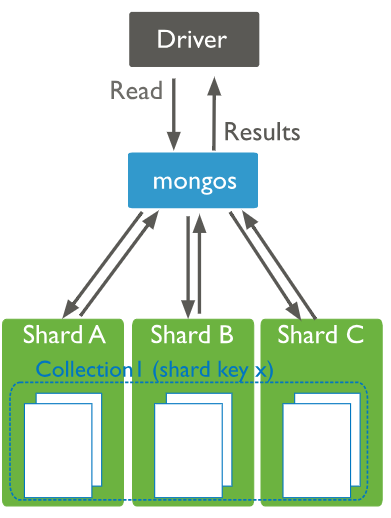 Driver
Read
Results
mongos
Shard A
Shard B
Shard C
Collection1 (shard key x)